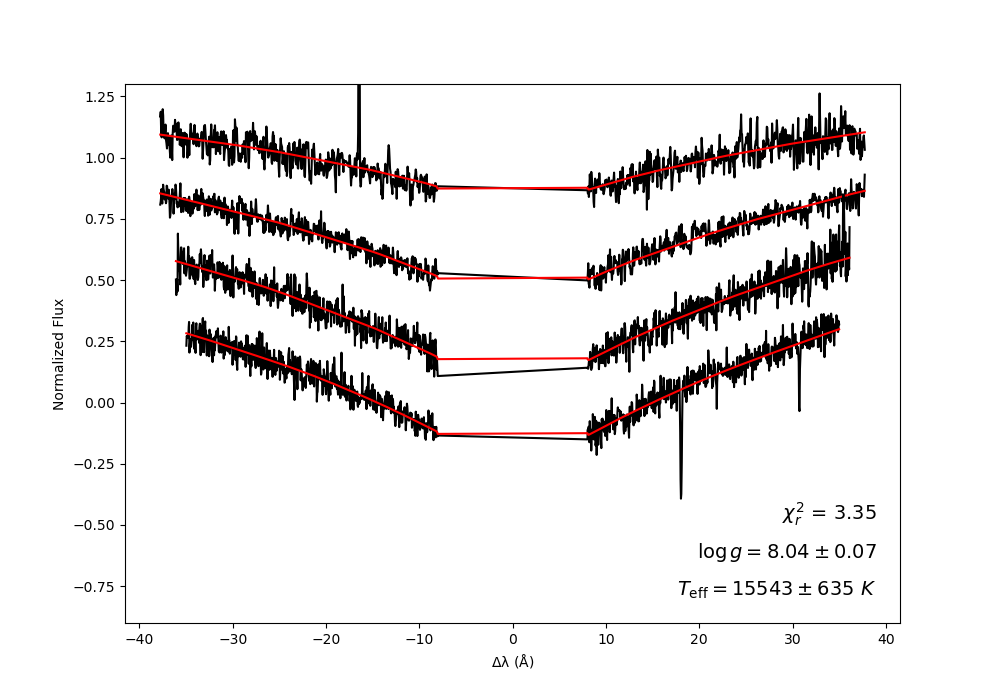 1.25
1.00
0.75
0.50
0.25
0.00
−0.25
−0.50
−0.75
Normalized Flux
χ²ᵣ = 3.35
log g = 8.04 ± 0.07
T_eff = 15543 ± 635 K
−40 −30 −20 −10 0 10 20 30 40
Δλ (Å)